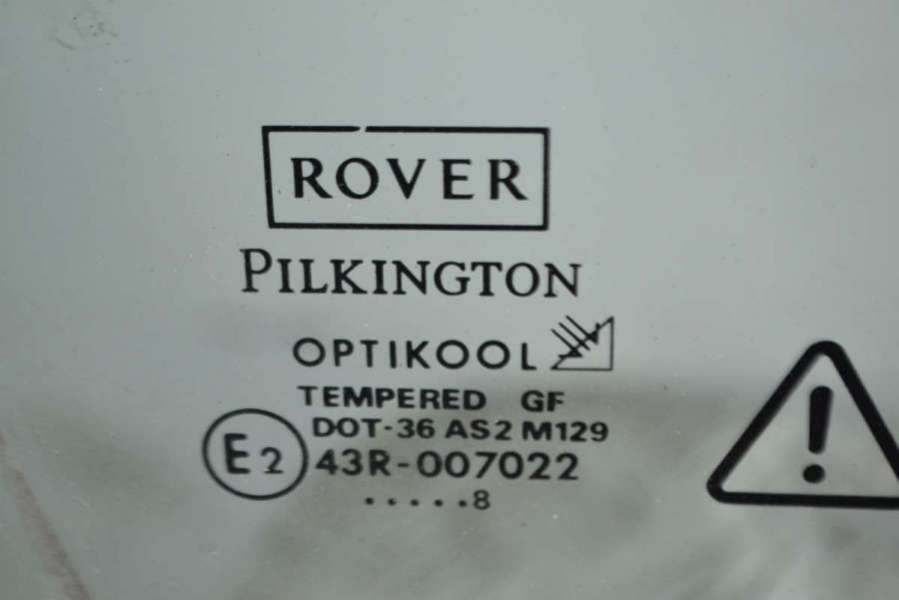 ROVER
PILKINGTON
OPTIKOOL
TEMPERED GF
DOT-36 AS2 M129
E2 43R-007022
.....8
!